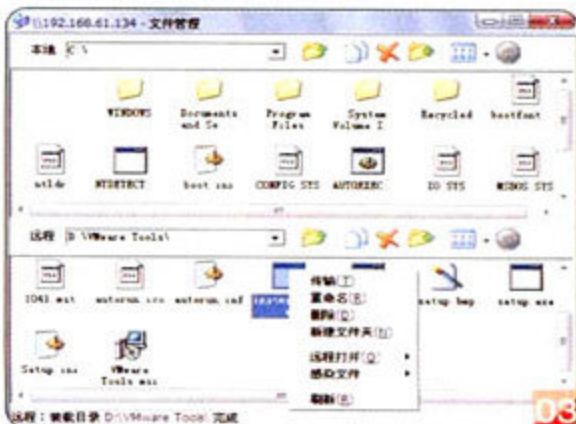 \\192.168.61.134 - 文件管理
本地 C:\
WINDOWS
Documents and Se
Program Files
System Volume I
Recycled
bootfont
ntldr
NTDETECT
boot ini
CONFIG SYS
AUTOEXEC
IO SYS
MSDOS SYS
远程 D:\VMware Tools\
1041 mst
autorun ico
autorun inf
setup bmp
setup exe
Setup ini
VMware Tools msi
传输(T)
重命名(R)
删除(D)
新建文件夹(N)
远程打开(O)
感染文件
刷新(R)
远程：装载目录 D:\VMware Tools\ 完成
03